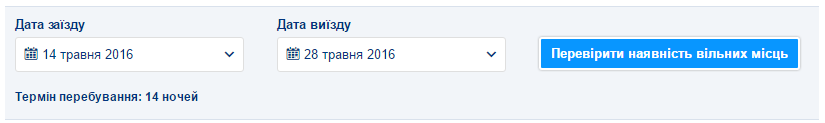 Дата заїзду Дата виїзду
14 травня 2016 28 травня 2016 Перевірити наявність вільних місць
Термін перебування: 14 ночей